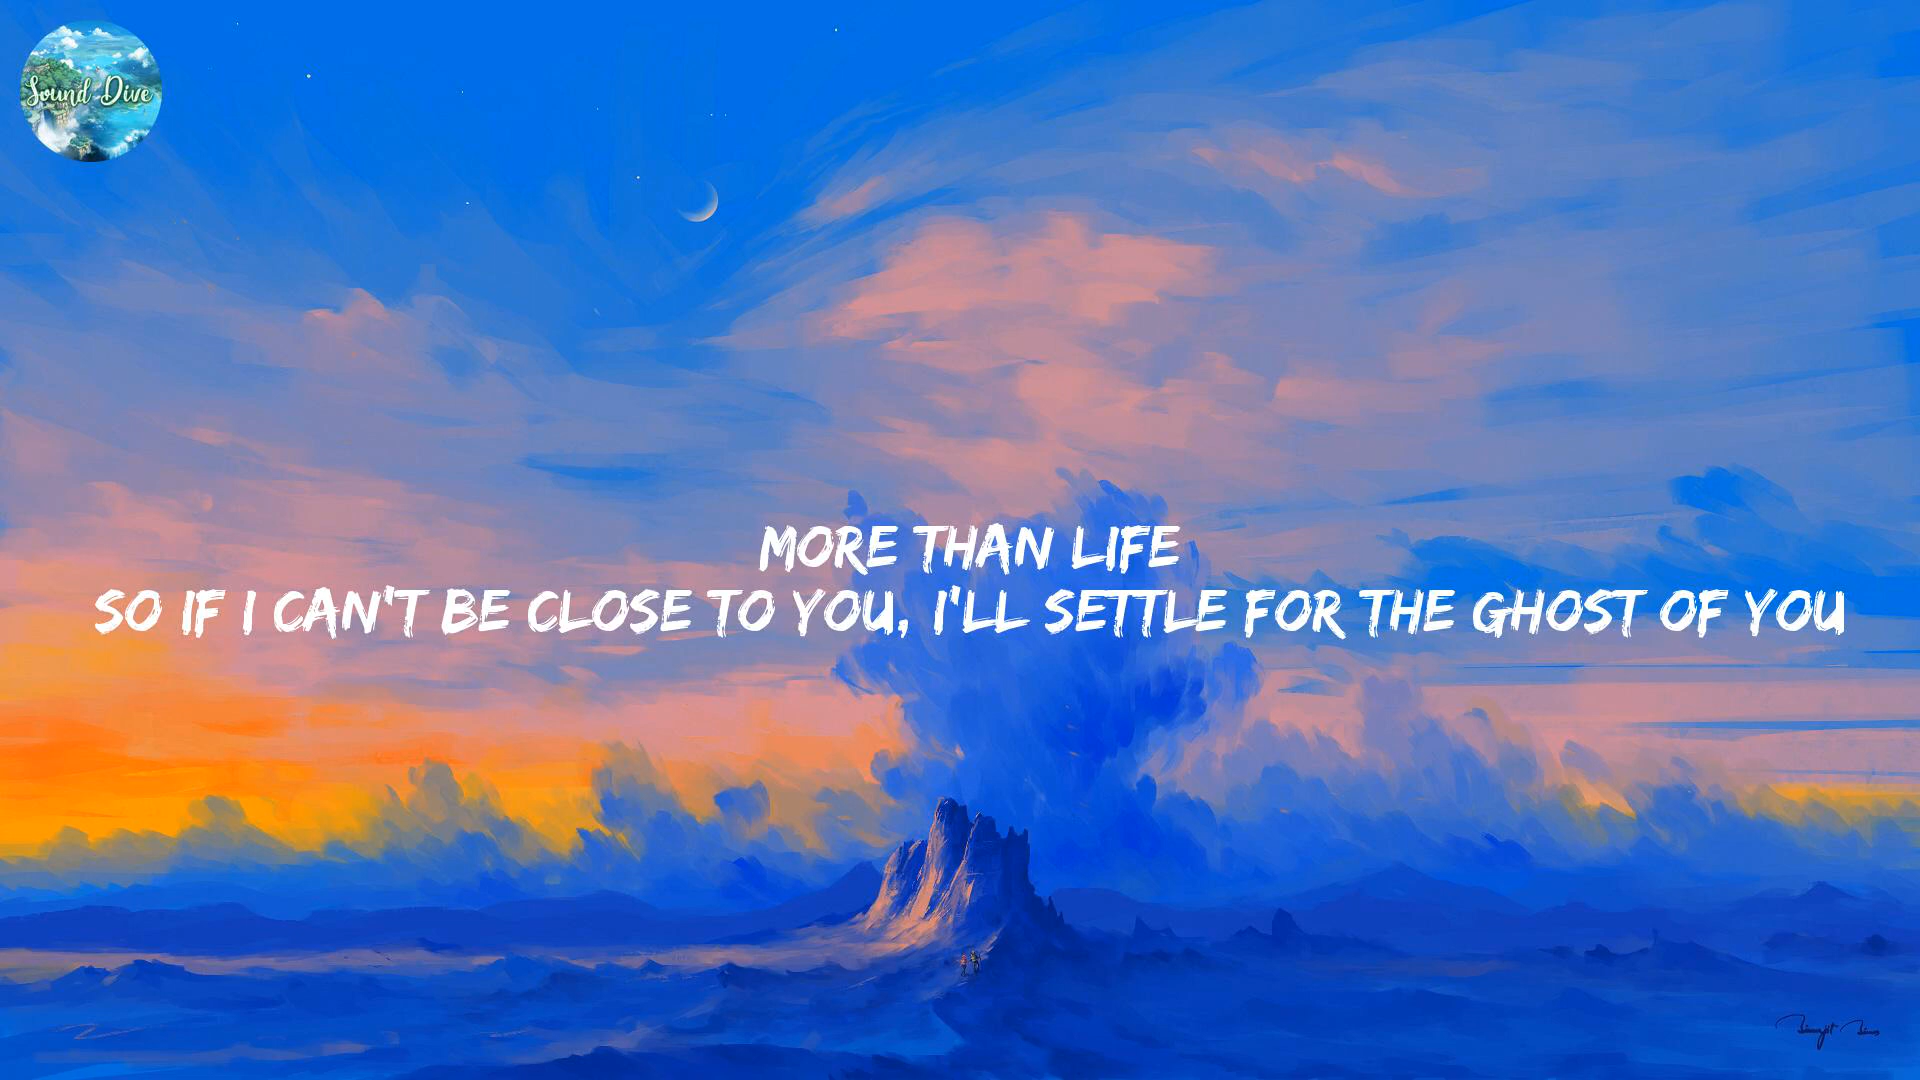 Sound Dive
MORE THAN LIFE
SO IF I CAN'T BE CLOSE TO YOU, I'LL SETTLE FOR THE GHOST OF YOU